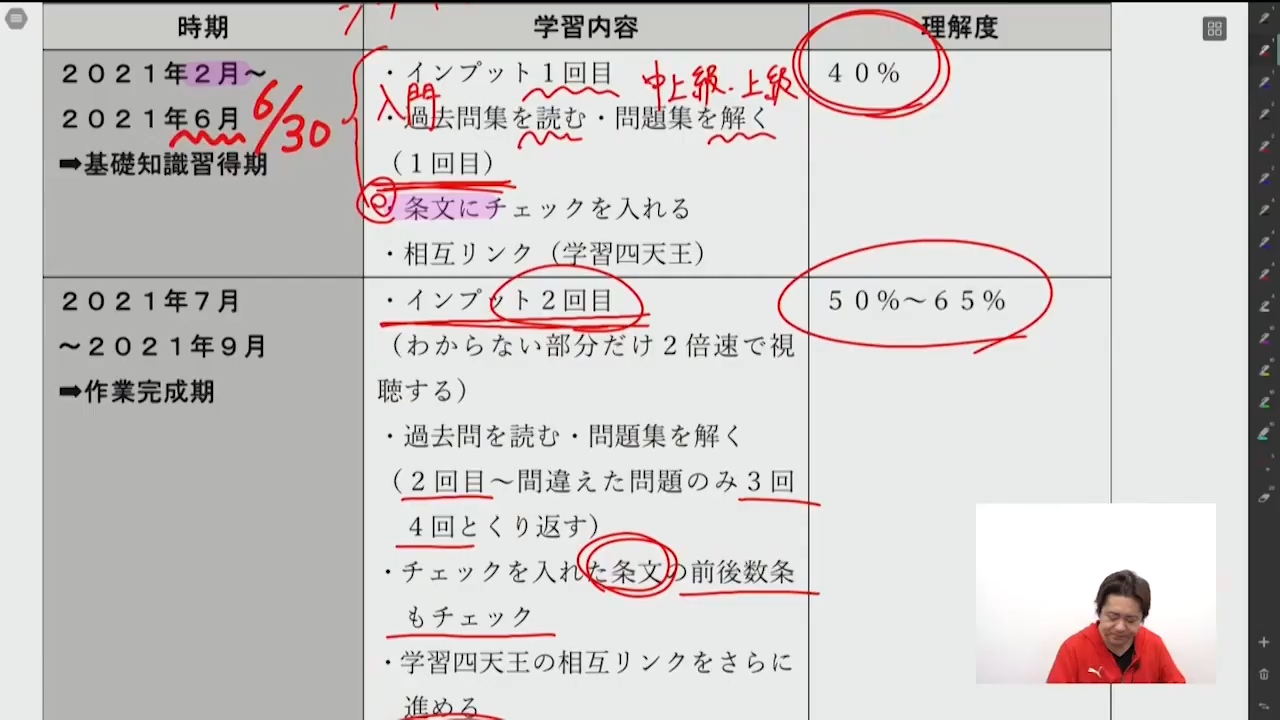 時期
学習内容
理解度
２０２１年２月～
２０２１年６月
➡基礎知識習得期
6/30
・インプット１回目
中上級・上級
入門
・過去問集を読む・問題集を解く
（１回目）
・条文にチェックを入れる
・相互リンク（学習四天王）
４０％
２０２１年７月
～２０２１年９月
➡作業完成期
・インプット２回目
（わからない部分だけ２倍速で視
聴する）
・過去問を読む・問題集を解く
（２回目～間違えた問題のみ３回
４回とくり返す）
・チェックを入れた条文の前後数条
もチェック
・学習四天王の相互リンクをさらに
進める
５０％～６５％